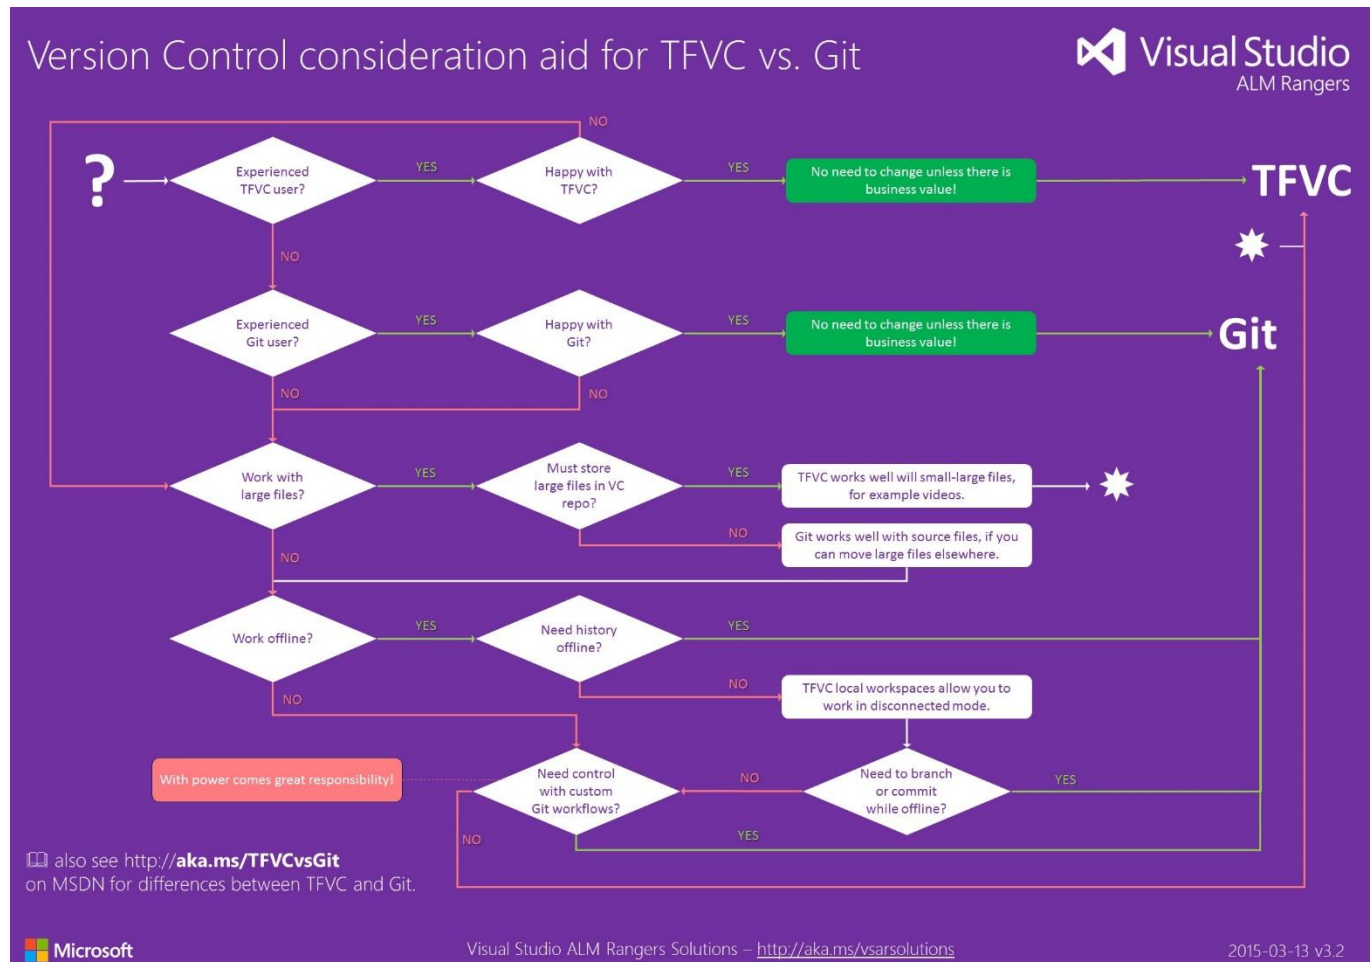 Version Control consideration aid for TFVC vs. Git
Visual Studio
ALM Rangers
NO
?
Experienced
TFVC user?
YES
Happy with
TFVC?
YES
No need to change unless there is
business value!
TFVC
NO
Experienced
Git user?
YES
Happy with
Git?
YES
No need to change unless there is
business value!
Git
NO
NO
Work with
large files?
YES
Must store
large files in VC
repo?
YES
TFVC works well will small-large files,
for example videos.
NO
Git works well with source files, if you
can move large files elsewhere.
NO
Work offline?
YES
Need history
offline?
YES
NO
NO
TFVC local workspaces allow you to
work in disconnected mode.
With power comes great responsibility!
Need control
with custom
Git workflows?
NO
Need to branch
or commit
while offline?
YES
NO
YES
also see http://aka.ms/TFVCvsGit
on MSDN for differences between TFVC and Git.
Microsoft
Visual Studio ALM Rangers Solutions – http://aka.ms/vsarsolutions
2015-03-13 v3.2